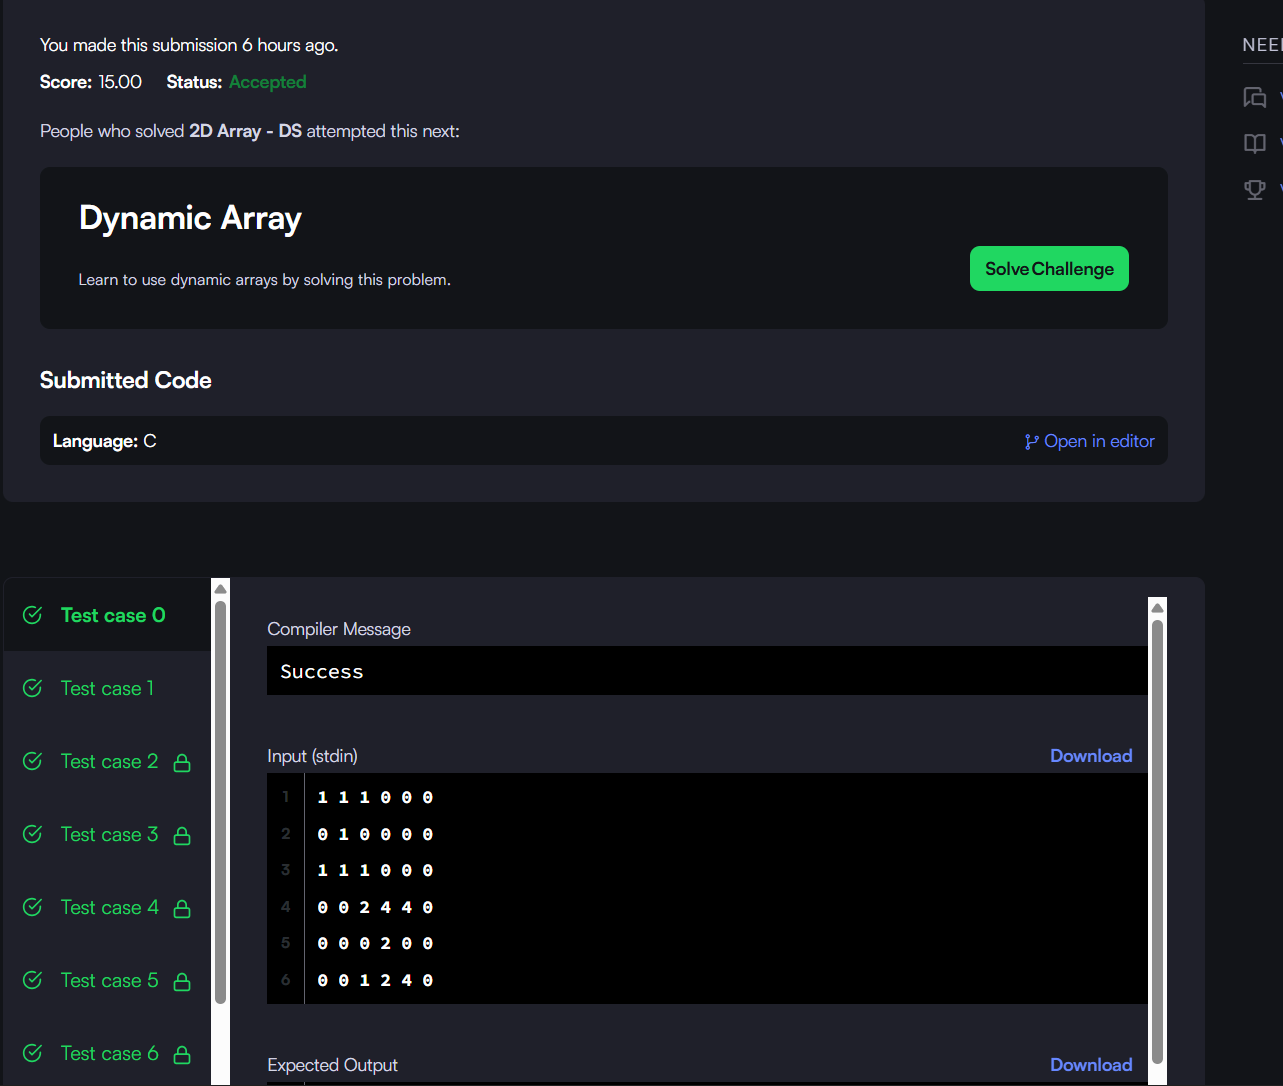 You made this submission 6 hours ago.
Score: 15.00 Status: Accepted
People who solved 2D Array - DS attempted this next:
Dynamic Array
Learn to use dynamic arrays by solving this problem.
Solve Challenge
Submitted Code
Language: C
Open in editor
Test case 0
Test case 1
Test case 2
Test case 3
Test case 4
Test case 5
Test case 6
Compiler Message
Success
Input (stdin)
Download
1 1 1 1 0 0 0
2 0 1 0 0 0 0
3 1 1 1 0 0 0
4 0 0 2 4 4 0
5 0 0 0 2 0 0
6 0 0 1 2 4 0
Expected Output
Download